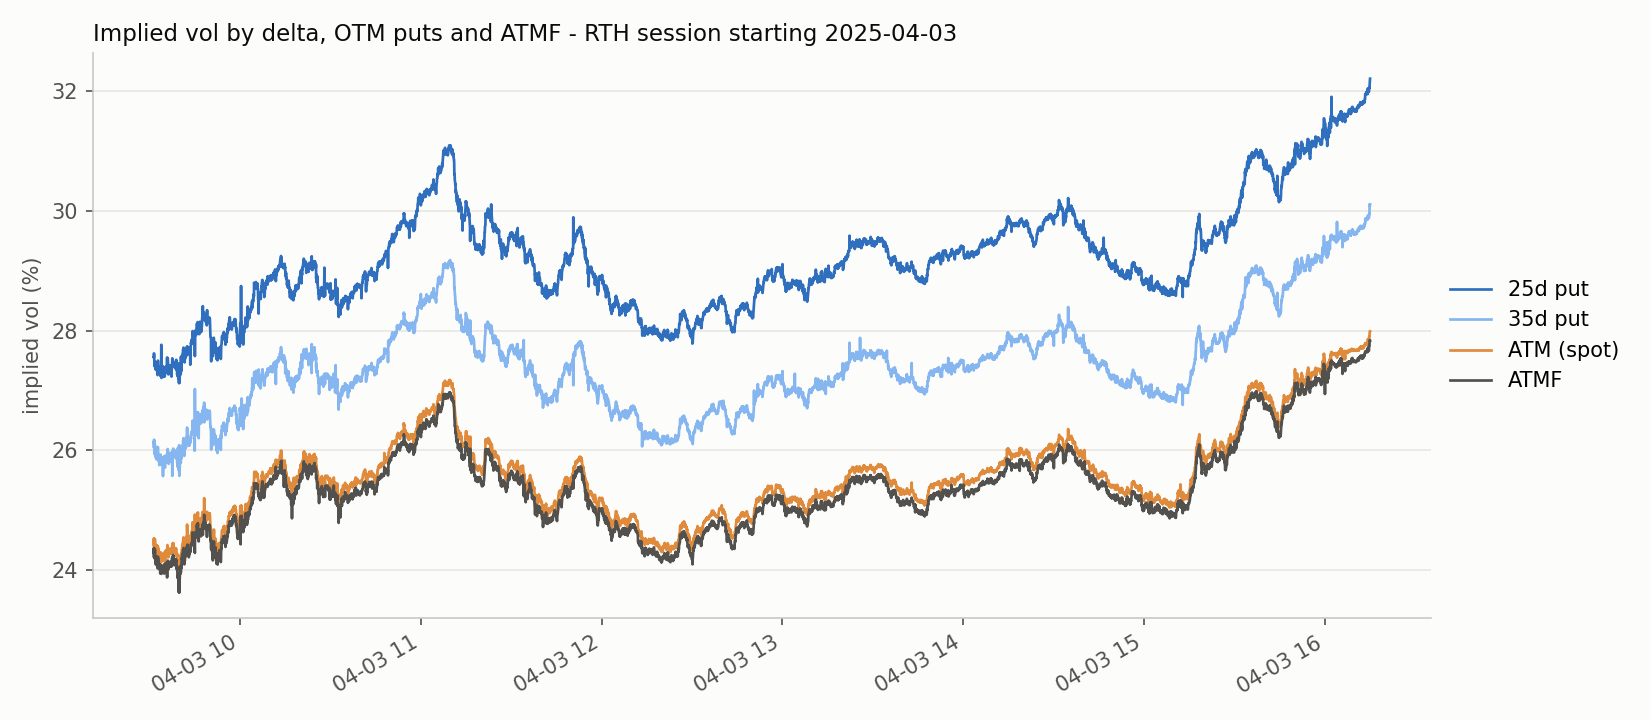 Implied vol by delta, OTM puts and ATMF - RTH session starting 2025-04-03
implied vol (%)
32
30
28
26
24
04-03 10
04-03 11
04-03 12
04-03 13
04-03 14
04-03 15
04-03 16
25d put
35d put
ATM (spot)
ATMF